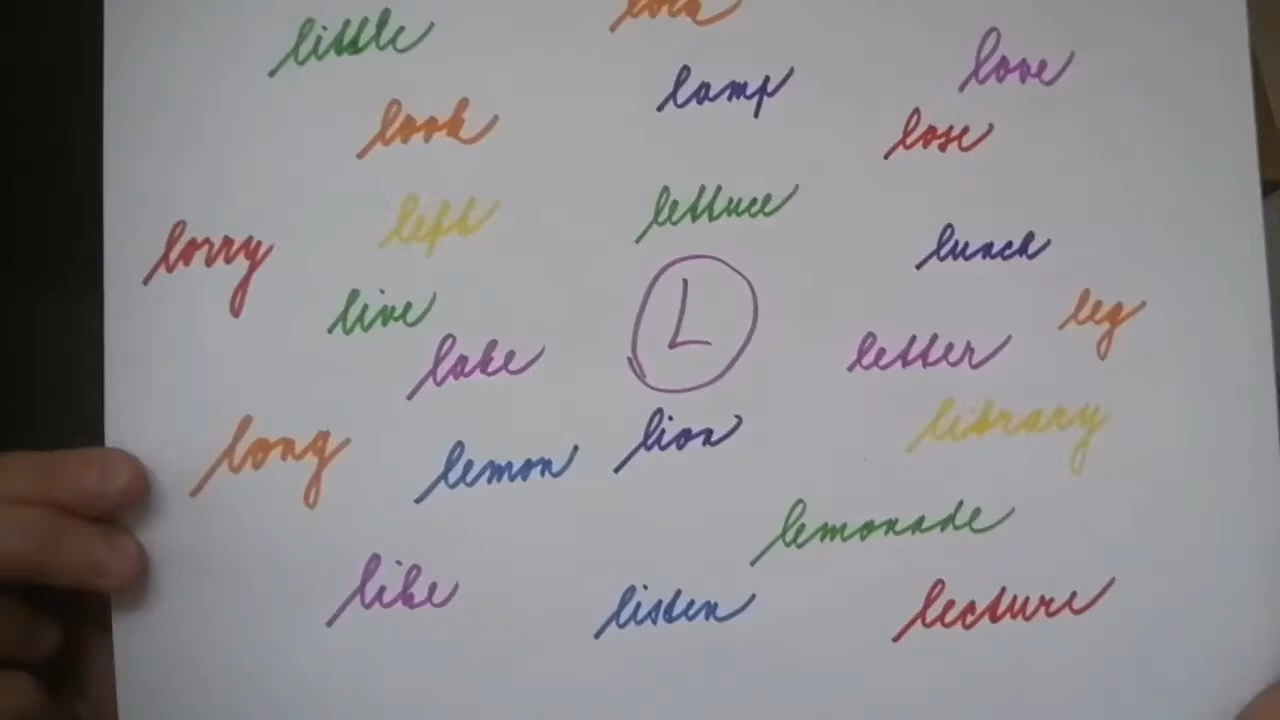 little
love
lamp
look
lose
lettuce
left
lorry
lunch
live
leg
L
letter
lake
library
lion
long
lemon
lemonade
like
listen
lecture